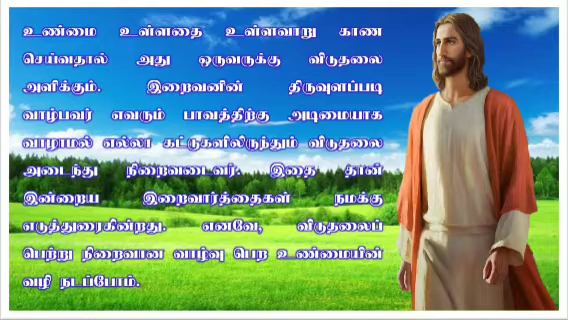 உண்மை உள்ளதை உள்ளவாறு காண
செய்வதால் அது ஒருவருக்கு விடுதலை
அளிக்கும். இறைவனின் திருவுளப்படி
வாழ்பவர் எவரும் பாவத்திற்கு அடிமையாக
வாழாமல் எல்லா கட்டுகளிலிருந்தும் விடுதலை
அடைந்து நிறைவடைவர். இதை தான்
இன்றைய இறைவார்த்தைகள் நமக்கு
எடுத்துரைகின்றது. எனவே, விடுதலைப்
பெற்று நிறைவான வாழ்வு பெற உண்மையின்
வழி நடப்போம்.